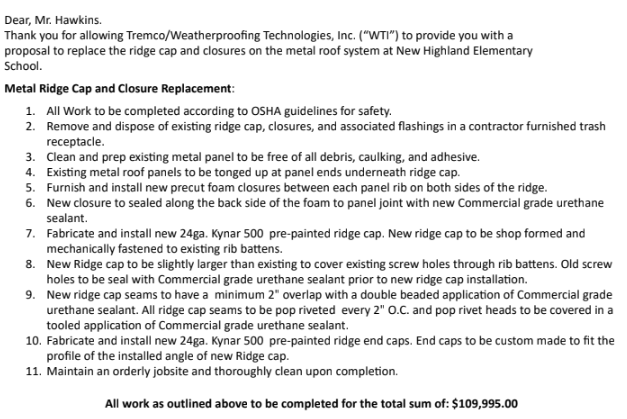 Dear, Mr. Hawkins.
Thank you for allowing Tremco/Weatherproofing Technologies, Inc. (“WTI”) to provide you with a
proposal to replace the ridge cap and closures on the metal roof system at New Highland Elementary
School.
Metal Ridge Cap and Closure Replacement:
1. All Work to be completed according to OSHA guidelines for safety.
2. Remove and dispose of existing ridge cap, closures, and associated flashings in a contractor furnished trash
receptacle.
3. Clean and prep existing metal panel to be free of all debris, caulking, and adhesive.
4. Existing metal roof panels to be tonged up at panel ends underneath ridge cap.
5. Furnish and install new precut foam closures between each panel rib on both sides of the ridge.
6. New closure to sealed along the back side of the foam to panel joint with new Commercial grade urethane
sealant.
7. Fabricate and install new 24ga. Kynar 500 pre-painted ridge cap. New ridge cap to be shop formed and
mechanically fastened to existing rib battens.
8. New Ridge cap to be slightly larger than existing to cover existing screw holes through rib battens. Old screw
holes to be seal with Commercial grade urethane sealant prior to new ridge cap installation.
9. New ridge cap seams to have a minimum 2" overlap with a double beaded application of Commercial grade
urethane sealant. All ridge cap seams to be pop riveted every 2" O.C. and pop rivet heads to be covered in a
tooled application of Commercial grade urethane sealant.
10. Fabricate and install new 24ga. Kynar 500 pre-painted ridge end caps. End caps to be custom made to fit the
profile of the installed angle of new Ridge cap.
11. Maintain an orderly jobsite and thoroughly clean upon completion.
All work as outlined above to be completed for the total sum of: $109,995.00